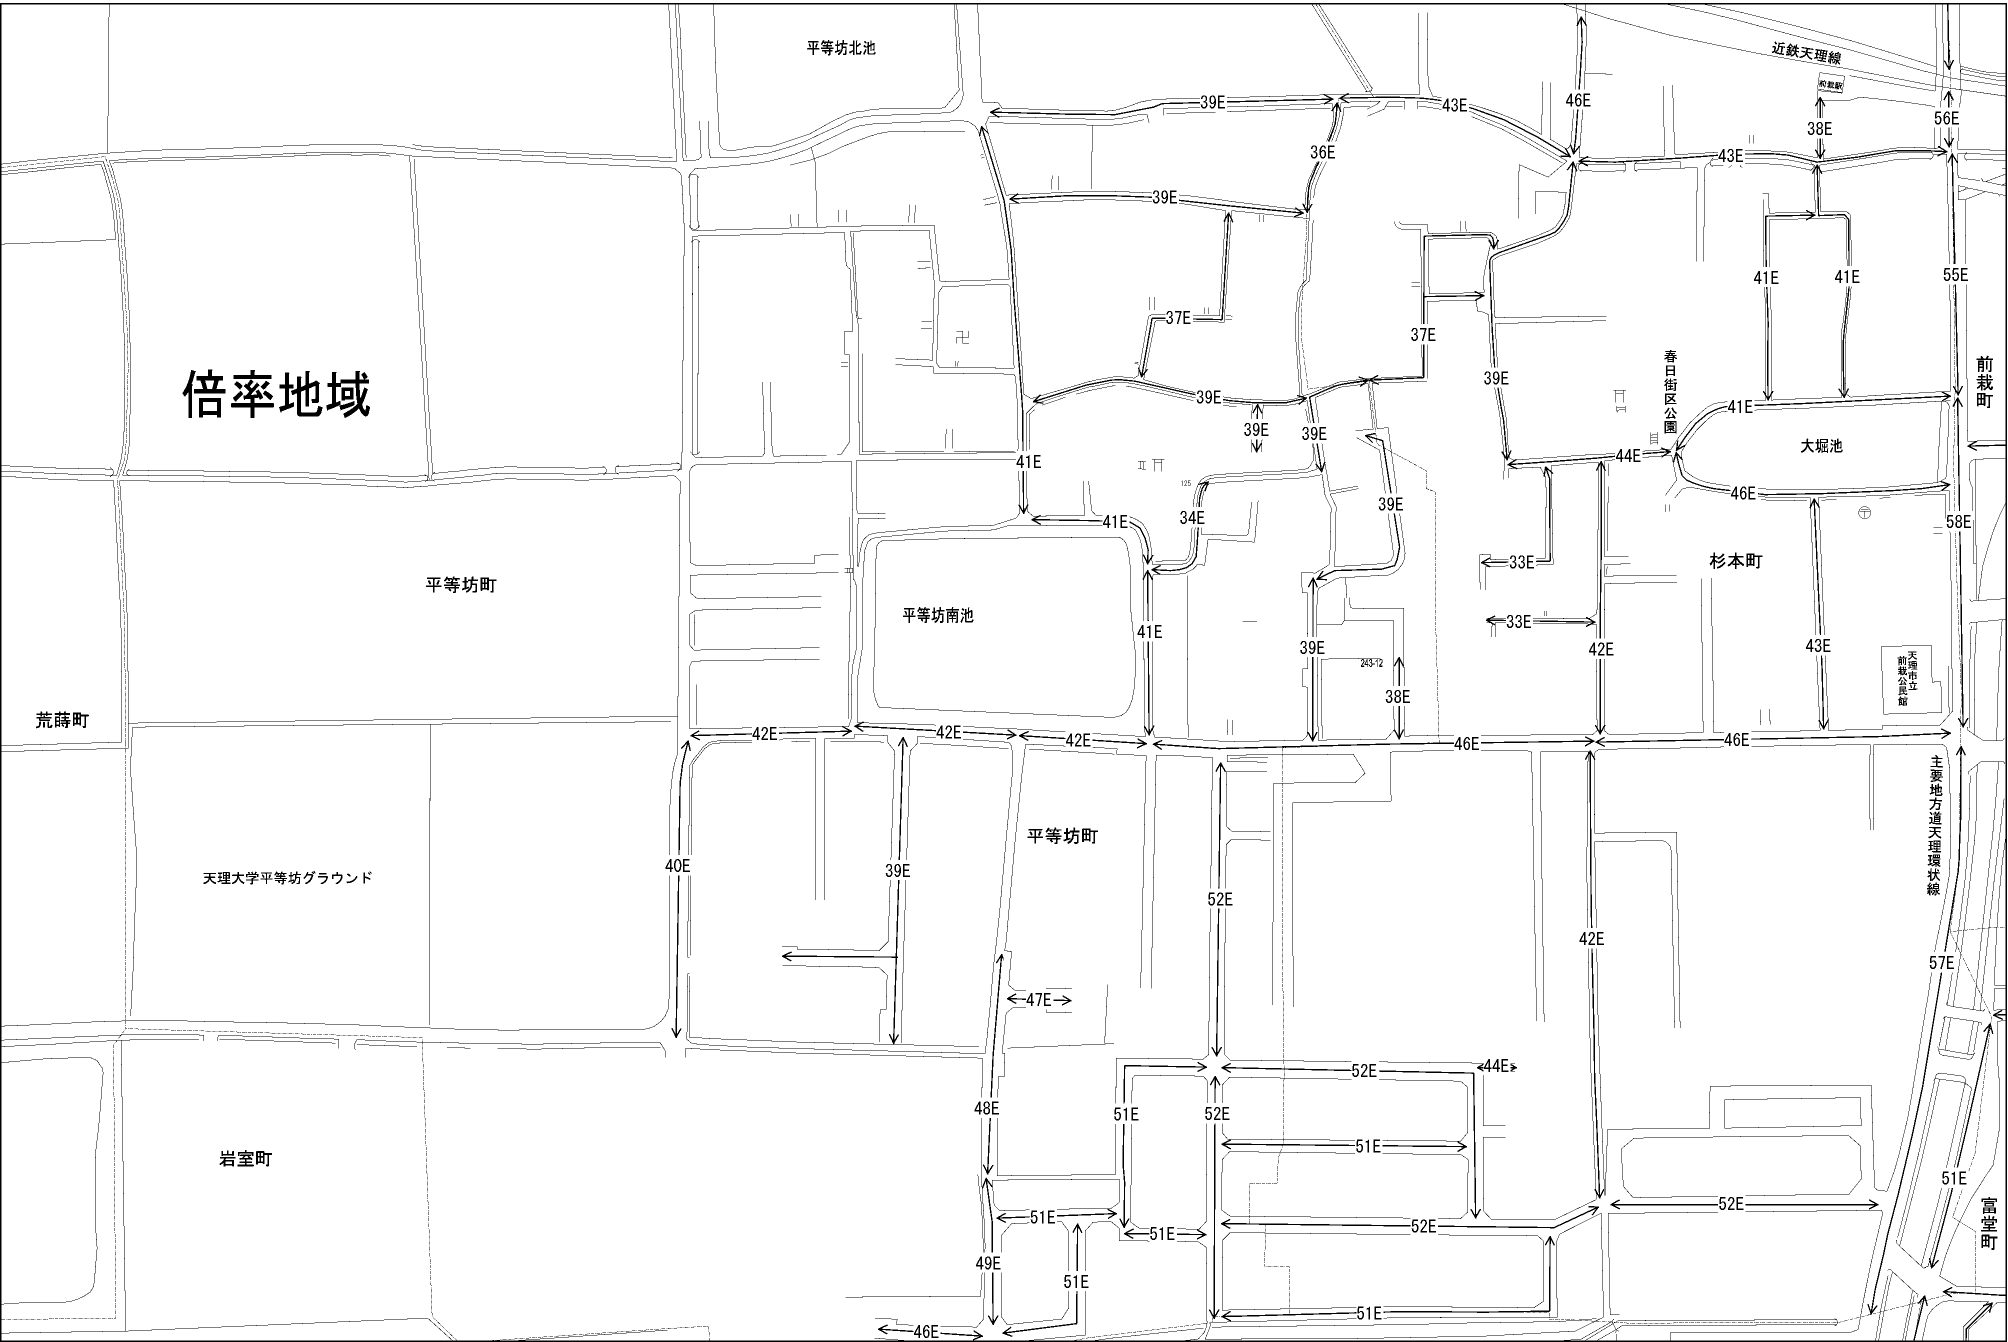 平等坊北池
近鉄天理線
前栽駅
39E
43E
46E
38E
56E
36E
43E
39E
41E
41E
55E
37E
37E
倍率地域
39E
春日街区公園
前栽町
39E
41E
39E
39E
大堀池
41E
44E
125
39E
46E
34E
41E
58E
33E
杉本町
平等坊町
平等坊南池
33E
41E
39E
42E
43E
243-12
天理市立
前栽公民館
38E
荒蒔町
42E
42E
42E
46E
46E
主要地方道天理環状線
平等坊町
40E
39E
天理大学平等坊グラウンド
52E
42E
57E
47E
52E
44E
48E
51E
52E
51E
岩室町
51E
52E
富堂町
51E
51E
52E
49E
51E
51E
46E